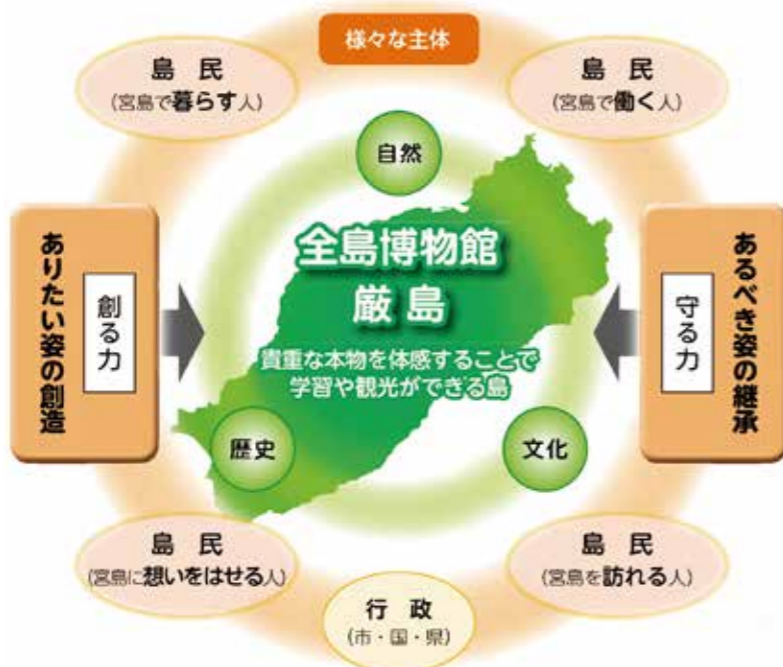 様々な主体
島 民
(宮島で暮らす人)
島 民
(宮島で働く人)
自然
ありたい姿の創造
創る力
全島博物館
厳島
貴重な本物を体感することで
学習や観光ができる島
守る力
あるべき姿の継承
歴史
文化
島 民
(宮島に想いをはせる人)
島 民
(宮島を訪れる人)
行 政
(市・国・県)